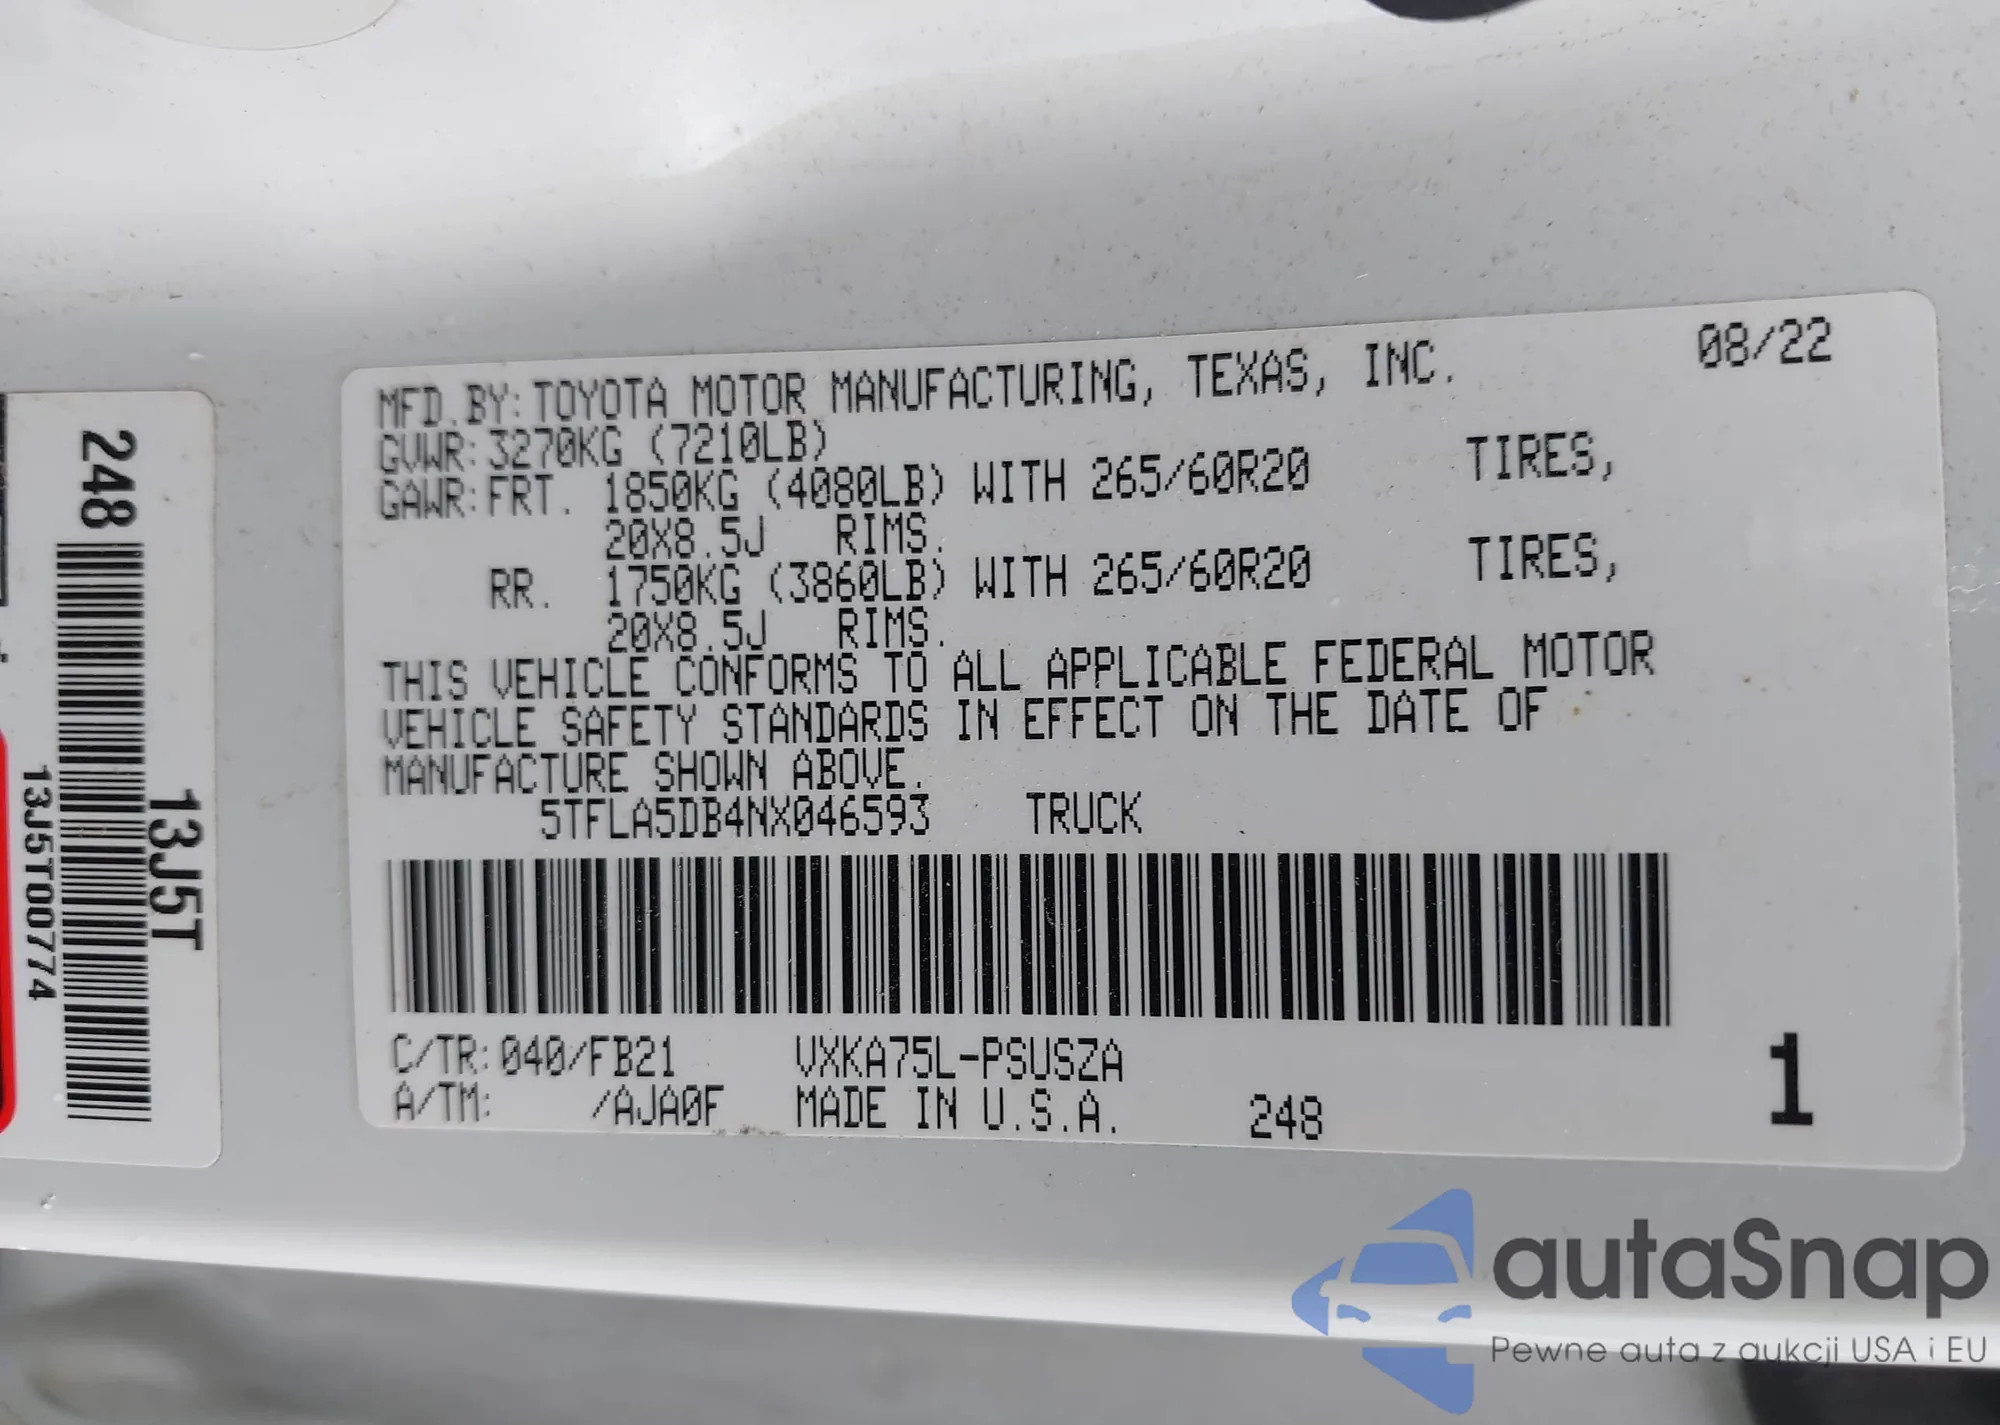 248
13J5T
13J5T00774
MFD.BY:TOYOTA MOTOR MANUFACTURING, TEXAS, INC. 08/22
GVWR:3270KG (7210LB)
GAWR:FRT. 1850KG (4080LB) WITH 265/60R20 TIRES,
20X8.5J RIMS.
RR. 1750KG (3860LB) WITH 265/60R20 TIRES,
20X8.5J RIMS.
THIS VEHICLE CONFORMS TO ALL APPLICABLE FEDERAL MOTOR
VEHICLE SAFETY STANDARDS IN EFFECT ON THE DATE OF
MANUFACTURE SHOWN ABOVE.
5TFLA5DB4NX046593 TRUCK
C/TR:040/FB21 VXKA75L-PSUSZA
A/TM: /AJA0F MADE IN U.S.A. 248
1
autaSnap
Pewne auta z aukcji USA i EU